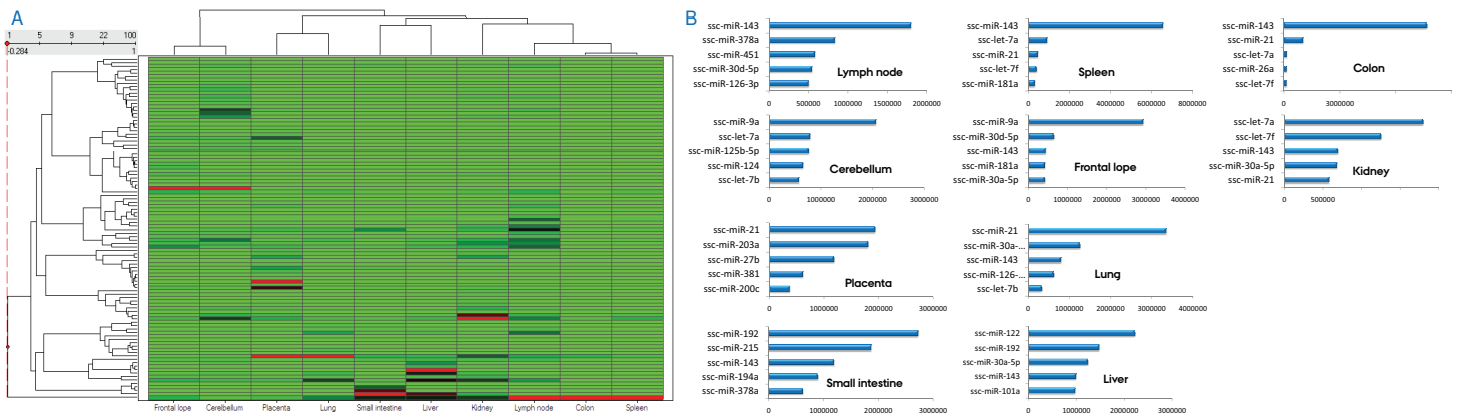 A
1 5 9 22 100
-0.284 1
Frontal lope Cerebellum Placenta Lung Small intestine Liver Kidney Lymph node Colon Spleen
B
ssc-miR-143
ssc-miR-378a
ssc-miR-451
ssc-miR-30d-5p
ssc-miR-126-3p
Lymph node
0 500000 1000000 1500000 2000000
ssc-miR-143
ssc-let-7a
ssc-miR-21
ssc-let-7f
ssc-miR-181a
Spleen
0 2000000 4000000 6000000 8000000
ssc-miR-143
ssc-miR-21
ssc-let-7a
ssc-miR-26a
ssc-let-7f
Colon
0 3000000
ssc-miR-9a
ssc-let-7a
ssc-miR-125b-5p
ssc-miR-124
ssc-let-7b
Cerebellum
0 1000000 2000000 3000000
ssc-miR-9a
ssc-miR-30d-5p
ssc-miR-143
ssc-miR-181a
ssc-miR-30a-5p
Frontal lope
0 1000000 2000000 3000000 4000000
ssc-let-7a
ssc-let-7f
ssc-miR-143
ssc-miR-30a-5p
ssc-miR-21
Kidney
0 500000
ssc-miR-21
ssc-miR-203a
ssc-miR-27b
ssc-miR-381
ssc-miR-200c
Placenta
0 1000000 2000000 3000000
ssc-miR-21
ssc-miR-30a-...
ssc-miR-143
ssc-miR-126-...
ssc-let-7b
Lung
0 1000000 2000000 3000000 4000000
ssc-miR-192
ssc-miR-215
ssc-miR-143
ssc-miR-194a
ssc-miR-378a
Small intestine
0 1000000 2000000 3000000
ssc-miR-122
ssc-miR-192
ssc-miR-30a-5p
ssc-miR-143
ssc-miR-101a
Liver
0 1000000 2000000 3000000